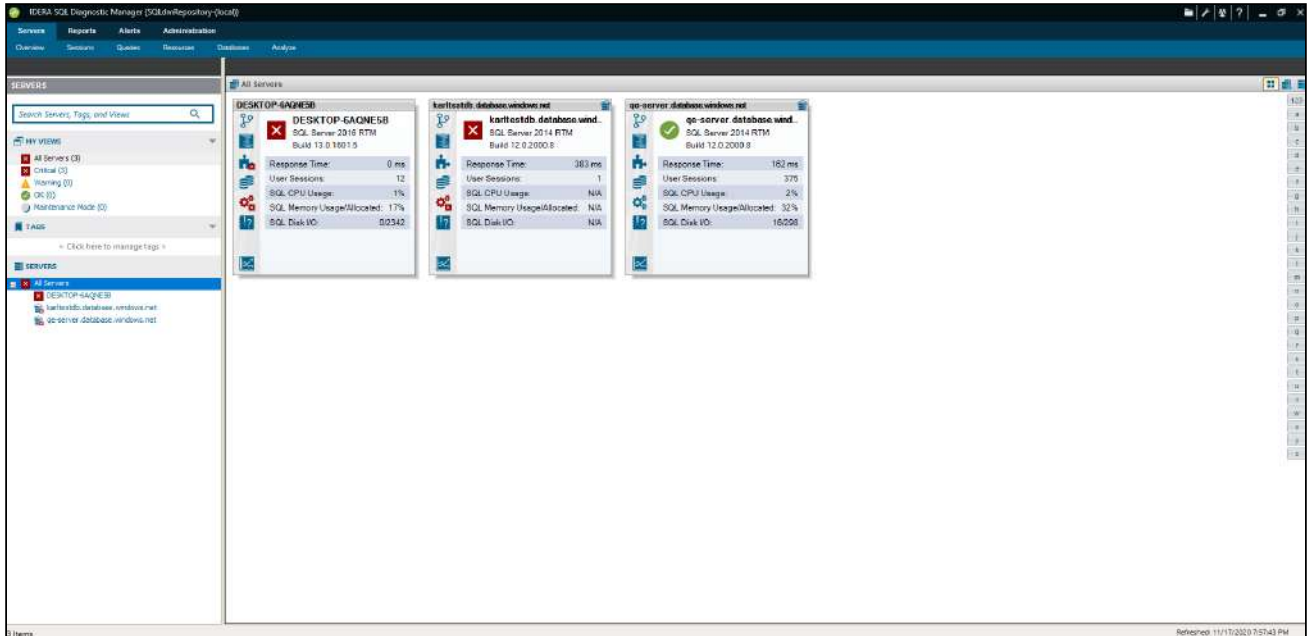 IDERA SQL Diagnostic Manager [SQLdmRepository-(local)]
Servers Reports Alerts Administration
Overview Sessions Queries Resources Databases Analyze
SERVERS
All Servers
Search Servers, Tags, and Views
MY VIEWS
All Servers (3)
Critical (3)
Warning (0)
OK (0)
Maintenance Mode (0)
TAGS
< Click here to manage tags >
SERVERS
All Servers
DESKTOP-6AQNE5B
karltestdb.database.windows.net
qe-server.database.windows.net
DESKTOP-6AQNE5B
DESKTOP-6AQNE5B
SQL Server 2016 RTM
Build 13.0.1601.5
Response Time: 0 ms
User Sessions: 12
SQL CPU Usage: 1%
SQL Memory Usage/Allocated: 17%
SQL Disk I/O: 0/2342
karltestdb.database.windows.net
karltestdb.database.wind..
SQL Server 2014 RTM
Build 12.0.2000.8
Response Time: 383 ms
User Sessions: 1
SQL CPU Usage: N/A
SQL Memory Usage/Allocated: N/A
SQL Disk I/O: N/A
qe-server.database.windows.net
qe-server.database.wind..
SQL Server 2014 RTM
Build 12.0.2000.8
Response Time: 162 ms
User Sessions: 376
SQL CPU Usage: 2%
SQL Memory Usage/Allocated: 32%
SQL Disk I/O: 16/296
123
3 Items
Refreshed: 11/17/2020 7:57:43 PM